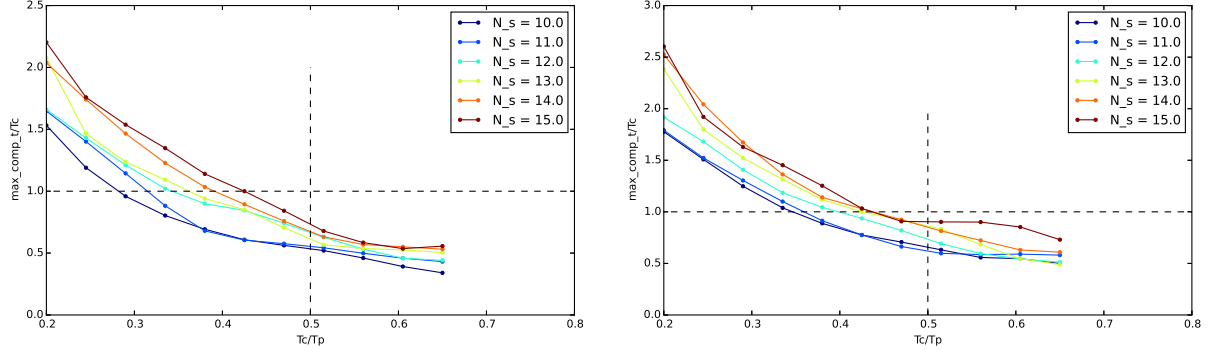 2.5
2.0
1.5
1.0
0.5
0.0
max_comp_t/Tc
0.2 0.3 0.4 0.5 0.6 0.7 0.8
Tc/Tp
N_s = 10.0
N_s = 11.0
N_s = 12.0
N_s = 13.0
N_s = 14.0
N_s = 15.0
3.0
2.5
2.0
1.5
1.0
0.5
0.0
max_comp_t/Tc
0.2 0.3 0.4 0.5 0.6 0.7 0.8
Tc/Tp
N_s = 10.0
N_s = 11.0
N_s = 12.0
N_s = 13.0
N_s = 14.0
N_s = 15.0